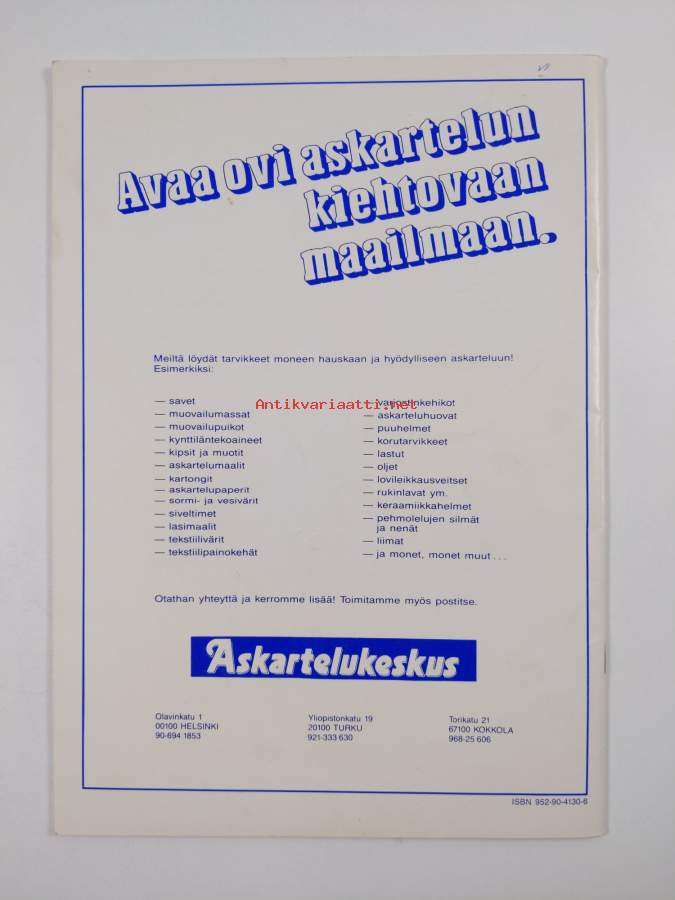 Avaa ovi askartelun
kiehtovaan
maailmaan.
Meiltä löydät tarvikkeet moneen hauskaan ja hyödylliseen askarteluun!
Esimerkiksi:
— savet
— muovailumassat
— muovailupuikot
— kynttiläntekoaineet
— kipsit ja muotit
— askartelumaalit
— kartongit
— askartelupaperit
— sormi- ja vesivärit
— siveltimet
— lasimaalit
— tekstiilivärit
— tekstiilipainokehät
— varjostinkehikot
— askarteluhuovat
— puuhelmet
— korutarvikkeet
— lastut
— oljet
— lovileikkausveitset
— rukinlavat ym.
— keraamiikkahelmet
— pehmolelujen silmät
ja nenät
— liimat
— ja monet, monet muut...
Antikvariaatti.net
Otathan yhteyttä ja kerromme lisää! Toimitamme myös postitse.
Askartelukeskus
Olavinkatu 1
00100 HELSINKI
90-694 1853
Yliopistonkatu 19
20100 TURKU
921-333 630
Torikatu 21
67100 KOKKOLA
968-25 606
ISBN 952-90-4130-6